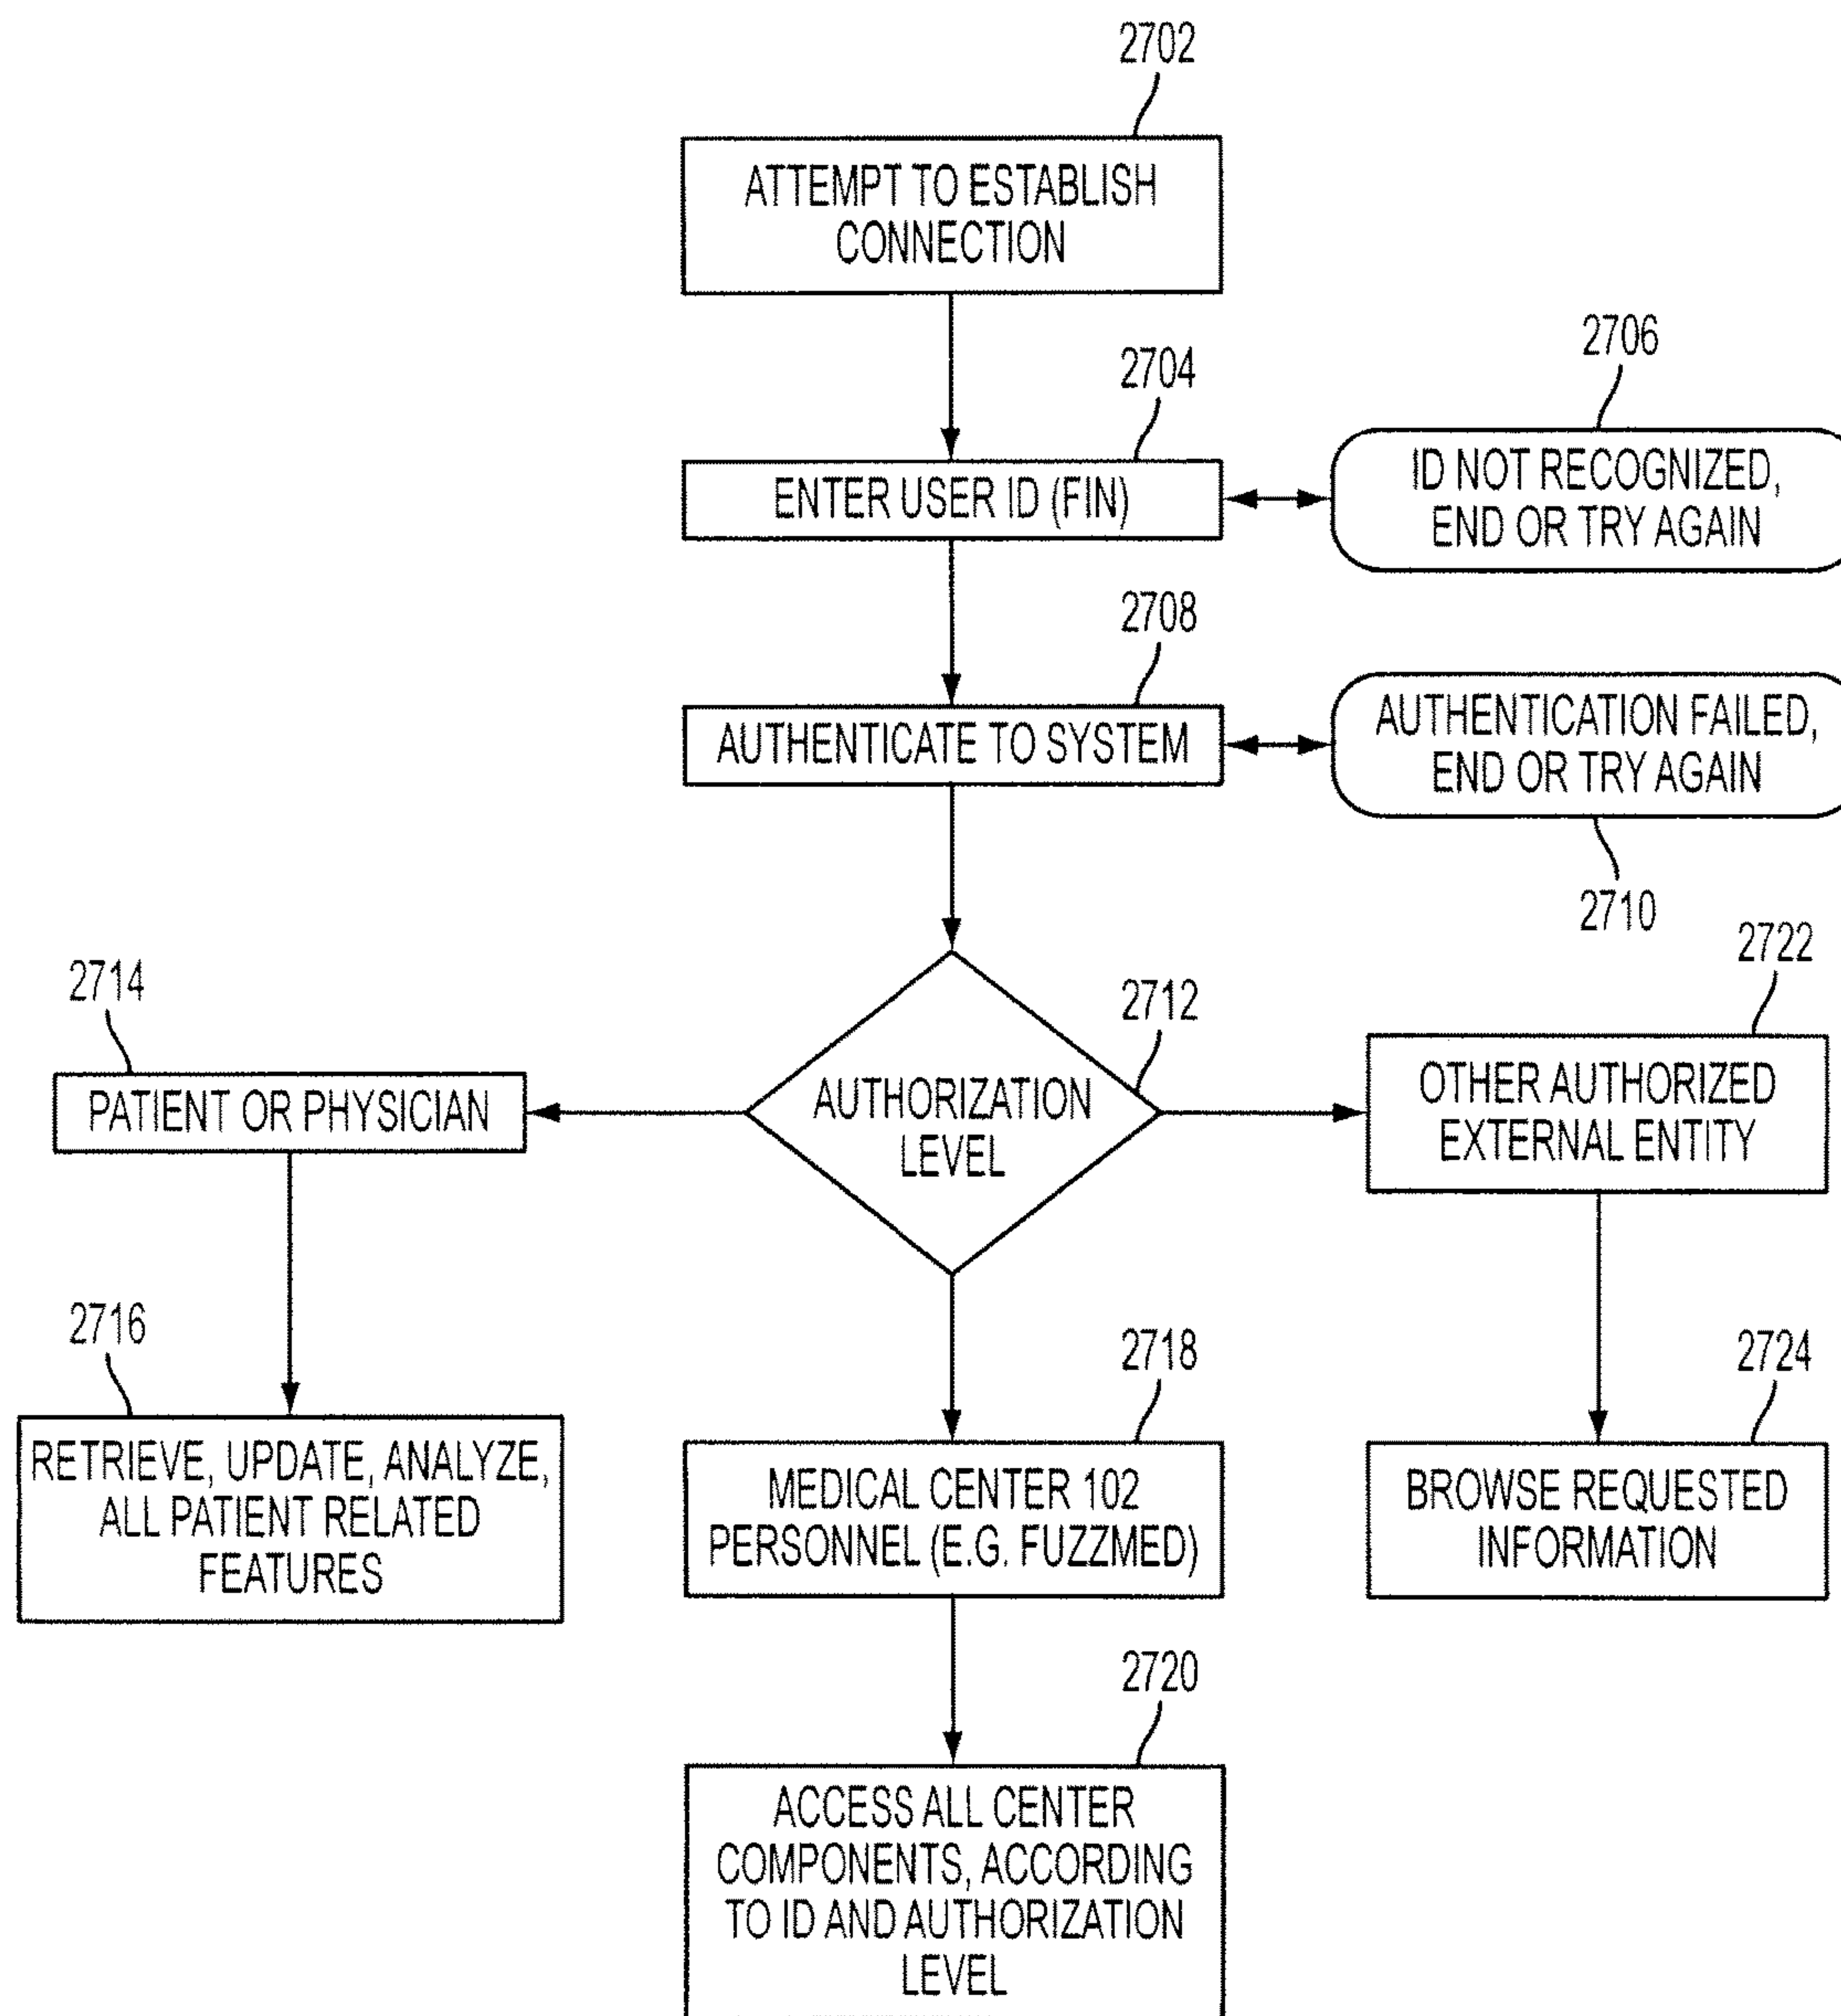 2702
ATTEMPT TO ESTABLISH
CONNECTION
2704
ENTER USER ID (FIN)
2706
ID NOT RECOGNIZED,
END OR TRY AGAIN
2708
AUTHENTICATE TO SYSTEM
AUTHENTICATION FAILED,
END OR TRY AGAIN
2710
2712
AUTHORIZATION
LEVEL
2714
PATIENT OR PHYSICIAN
2716
RETRIEVE, UPDATE, ANALYZE,
ALL PATIENT RELATED
FEATURES
2718
MEDICAL CENTER 102
PERSONNEL (E.G. FUZZMED)
2720
ACCESS ALL CENTER
COMPONENTS, ACCORDING
TO ID AND AUTHORIZATION
LEVEL
2722
OTHER AUTHORIZED
EXTERNAL ENTITY
2724
BROWSE REQUESTED
INFORMATION